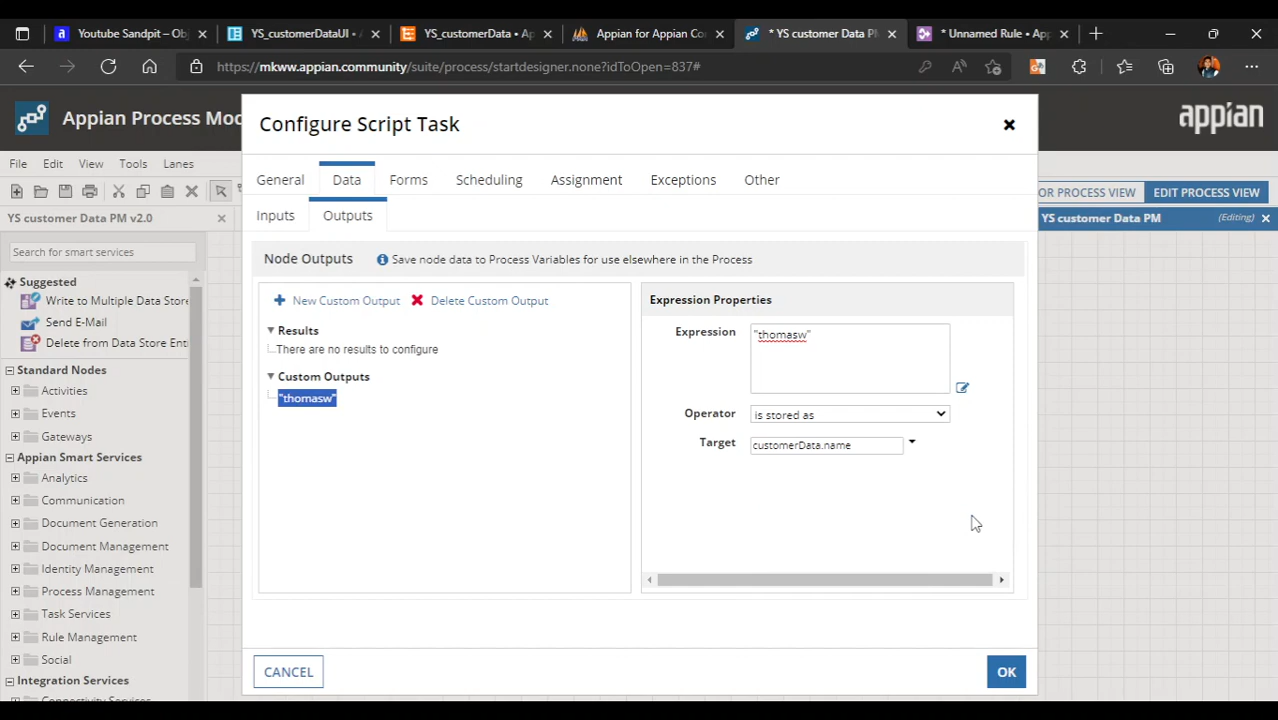 Youtube Sandpit - Obj
YS_customerDataUI •
YS_customerData • Ap
Appian for Appian Con
* YS customer Data PM
* Unnamed Rule • App
https://mkww.appian.community/suite/process/startdesigner.none?idToOpen=837#
Appian Process Mod
appian
Configure Script Task
File Edit View Tools Lanes
General Data Forms Scheduling Assignment Exceptions Other
OR PROCESS VIEW
EDIT PROCESS VIEW
YS customer Data PM v2.0
Inputs Outputs
YS customer Data PM (Editing)
Search for smart services
Node Outputs
Save node data to Process Variables for use elsewhere in the Process
Suggested
Write to Multiple Data Store
Send E-Mail
Delete from Data Store Enti
Standard Nodes
Activities
Events
Gateways
Appian Smart Services
Analytics
Communication
Document Generation
Document Management
Identity Management
Process Management
Task Services
Rule Management
Social
Integration Services
Connectivity Services
New Custom Output
Delete Custom Output
Results
There are no results to configure
Custom Outputs
"thomasw"
Expression Properties
Expression
"thomasw"
Operator
is stored as
Target
customerData.name
CANCEL
OK